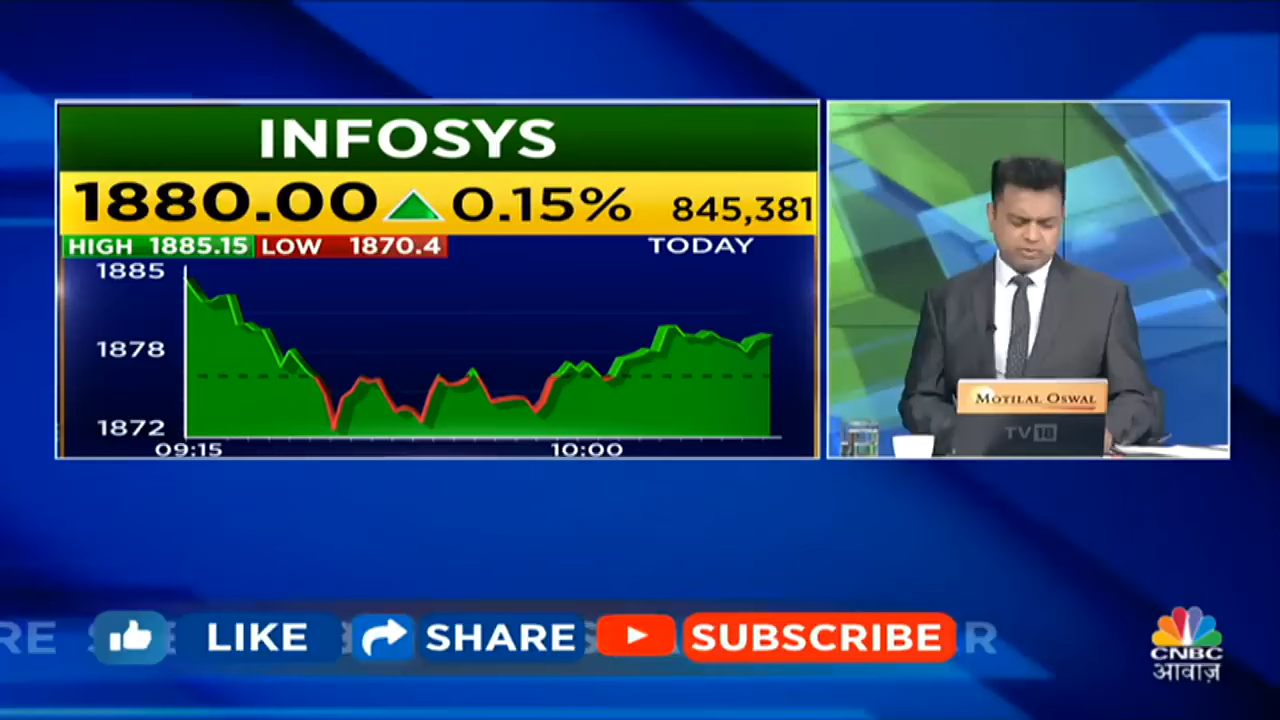 INFOSYS
1880.00 0.15% 845,381
HIGH 1885.15 LOW 1870.4 TODAY
1885
1878
1872
09:15 10:00
MOTILAL OSWAL
TV18
LIKE SHARE SUBSCRIBE
CNBC
आवाज़